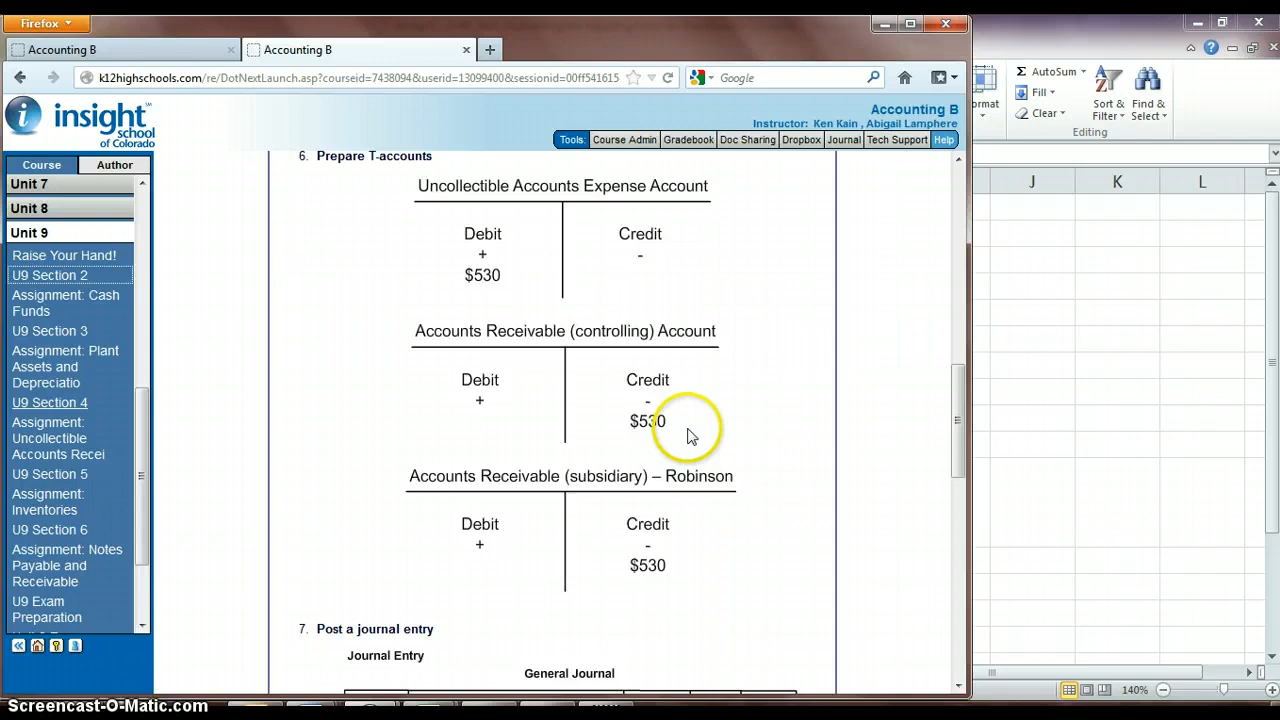 Firefox
Accounting B
Accounting B
k12highschools.com/re/DotNextLaunch.asp?courseid=7438094&userid=13099400&sessionid=00ff541615
Google
AutoSum
Fill
Clear
Sort &
Filter
Find &
Select
Editing
J K L
insight
school
of Colorado
Accounting B
Instructor: Ken Kain , Abigail Lamphere
Tools: Course Admin Gradebook Doc Sharing Dropbox Journal Tech Support Help
Course Author
Unit 7
Unit 8
Unit 9
Raise Your Hand!
U9 Section 2
Assignment: Cash
Funds
U9 Section 3
Assignment: Plant
Assets and
Depreciatio
U9 Section 4
Assignment:
Uncollectible
Accounts Recei
U9 Section 5
Assignment:
Inventories
U9 Section 6
Assignment: Notes
Payable and
Receivable
U9 Exam
Preparation
6. Prepare T-accounts
Uncollectible Accounts Expense Account
Debit Credit
+ -
$530
Accounts Receivable (controlling) Account
Debit Credit
+ -
$530
Accounts Receivable (subsidiary) – Robinson
Debit Credit
+ -
$530
7. Post a journal entry
Journal Entry
General Journal
140%
Screencast-O-Matic.com